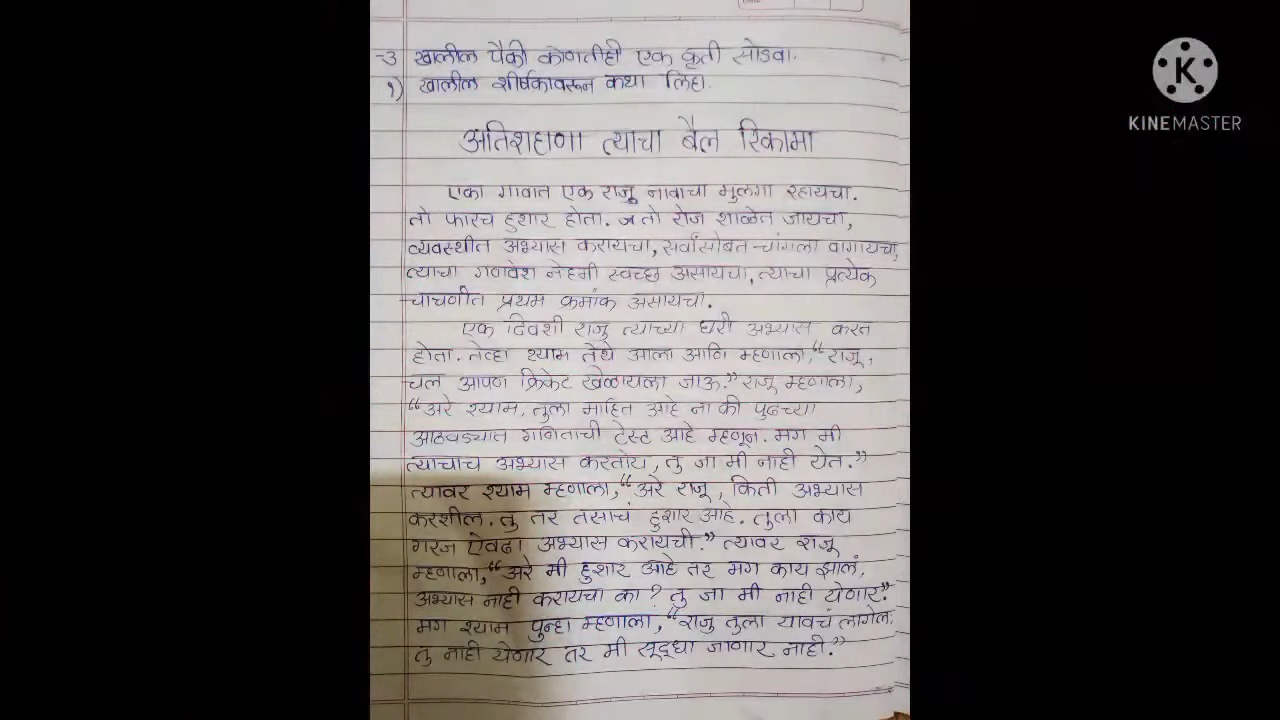 -3 खालील पैकी कोणतीही एक कृती सोडवा.
१) खालील शीर्षकावरून कथा लिहा.
अतिशहाणा त्याचा बैल रिकामा
एका गावात एक राजू नावाचा मुलगा रहायचा.
तो फारच हुशार होता. तो रोज शाळेत जायचा,
व्यवस्थीत अभ्यास करायचा, सर्वांसोबत चांगला वागायचा,
त्याचा गणवेश नेहमी स्वच्छ असायचा, त्याचा प्रत्येक
चाचणीत प्रथम क्रमांक असायचा.
एक दिवशी राजु त्याच्या घरी अभ्यास करत
होता. तेव्हा श्याम तेथे आला आणि म्हणाला, “राजू,
चल आपण क्रिकेट खेळायला जाऊ.” राजू म्हणाला,
“अरे श्याम, तुला माहित आहे ना की पुढच्या
आठवड्यात गणिताची टेस्ट आहे म्हणून. मग मी
त्याचाच अभ्यास करतोय, तु जा मी नाही येत.”
त्यावर श्याम म्हणाला, “अरे राजू, किती अभ्यास
करशील. तु तर तसाचं हुशार आहे. तुला काय
गरज ऐवढा अभ्यास करायची.” त्यावर राजू
म्हणाला, “अरे मी हुशार आहे तर मग काय झालं,
अभ्यास नाही करायचा का? तु जा मी नाही येणार.”
मग श्याम पुन्हा म्हणाला, “राजु तुला यावचं लागेल.
तु नाही येणार तर मी सूद्धा जाणार नाही.”
KINEMASTER